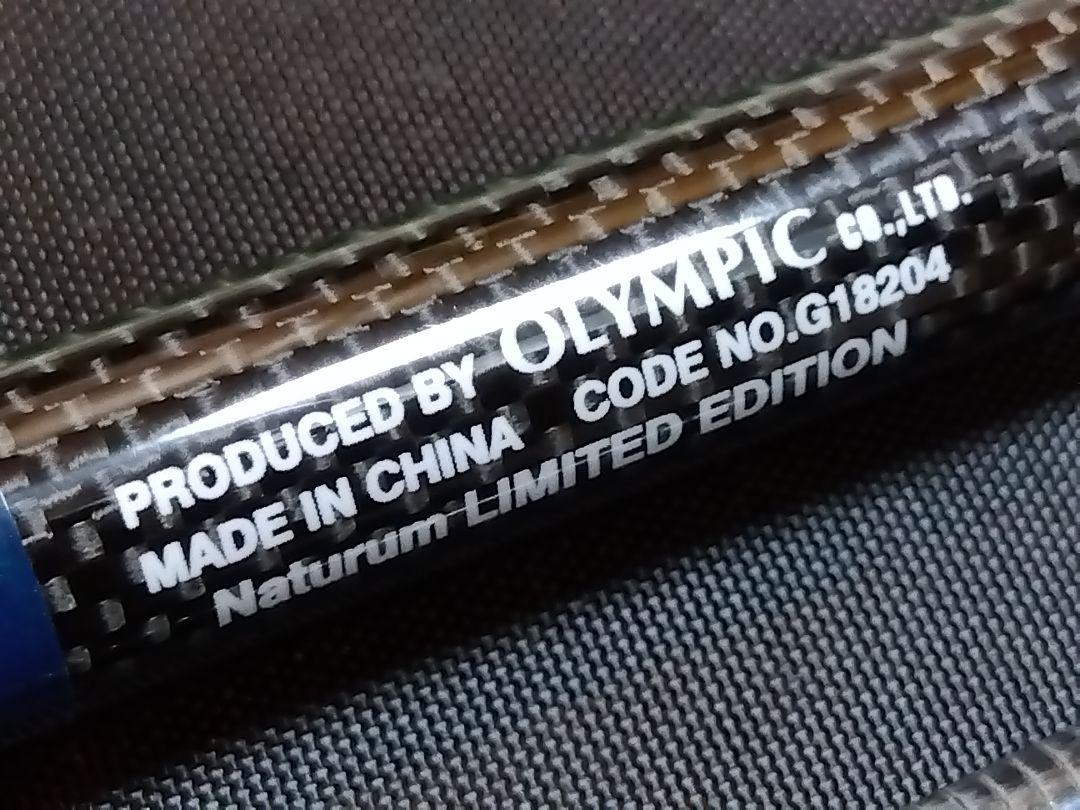 PRODUCED BY OLYMPIC CO.,LTD.
MADE IN CHINA CODE NO.G18204
Naturum LIMITED EDITION